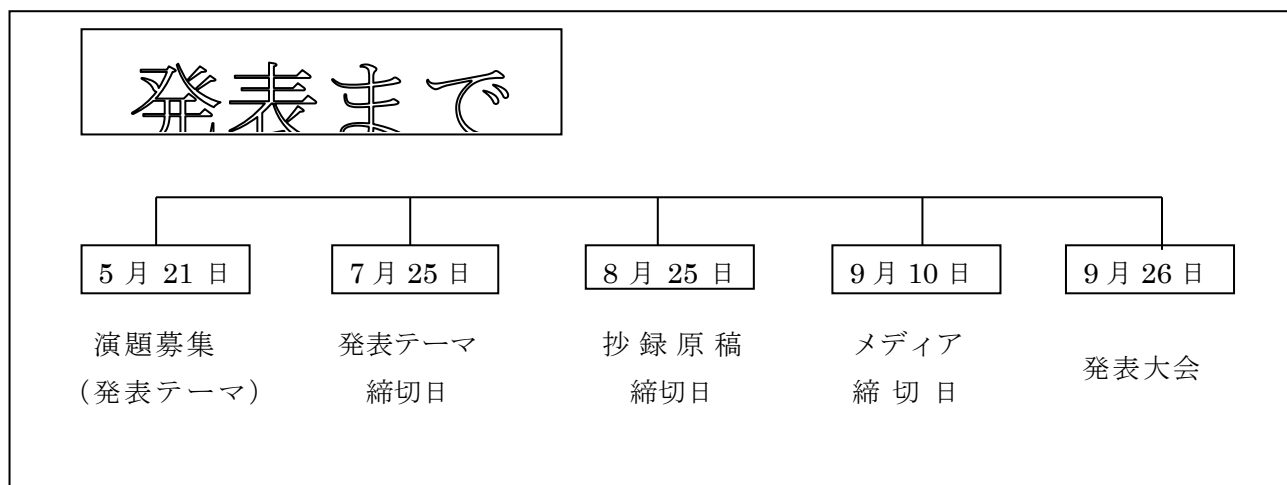 発表まで
5月21日
7月25日
8月25日
9月10日
9月26日
演題募集
(発表テーマ)
発表テーマ
締切日
抄録原稿
締切日
メディア
締切日
発表大会